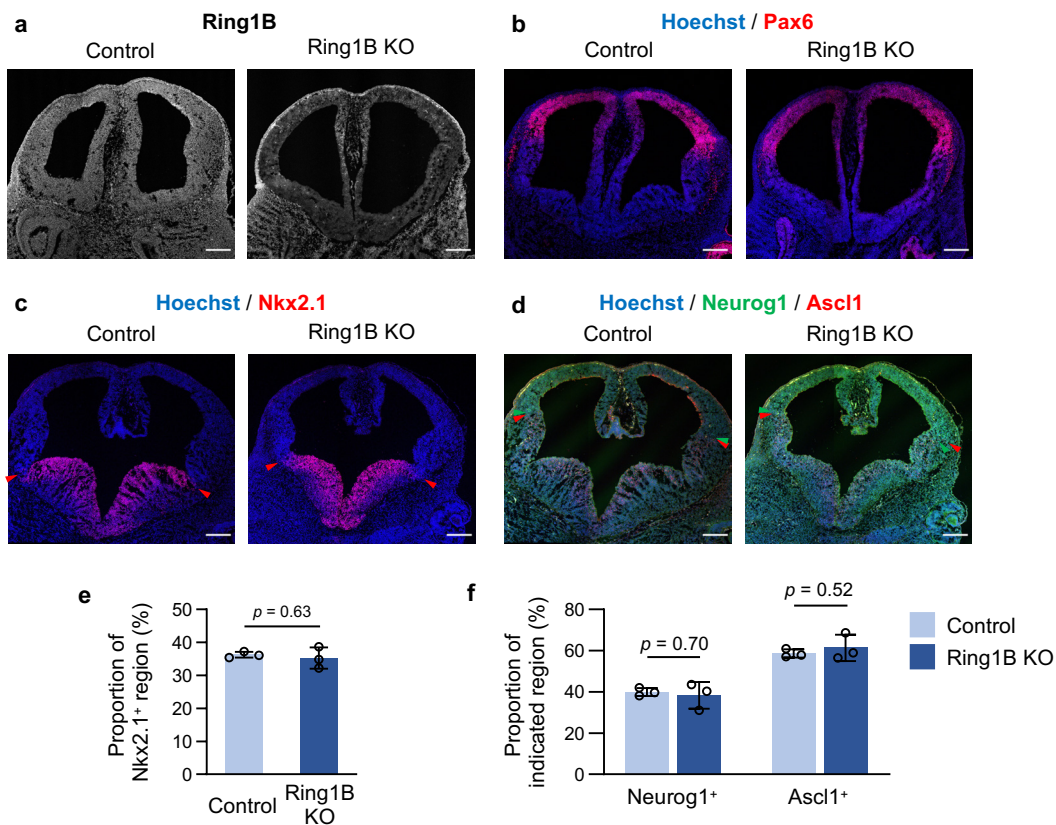 a
Ring1B
Control
Ring1B KO
b
Hoechst / Pax6
Control
Ring1B KO
c
Hoechst / Nkx2.1
Control
Ring1B KO
d
Hoechst / Neurog1 / Ascl1
Control
Ring1B KO
e
Proportion of
Nkx2.1⁺ region (%)
50
40
30
20
10
0
p = 0.63
Control
Ring1B
KO
f
Proportion of
indicated region (%)
80
60
40
20
0
p = 0.70
p = 0.52
Neurog1⁺
Ascl1⁺
Control
Ring1B KO